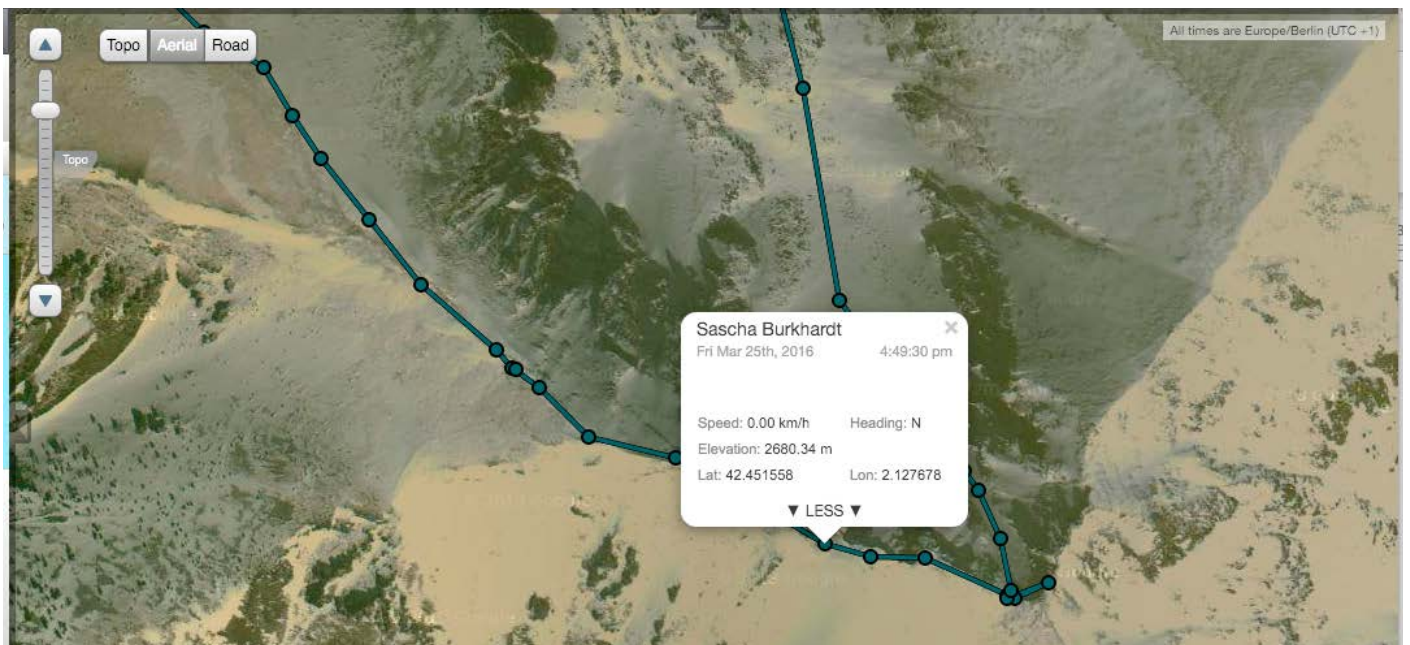 All times are Europe/Berlin (UTC +1)
Topo Aerial Road
Topo
Sascha Burkhardt
Fri Mar 25th, 2016 4:49:30 pm
Speed: 0.00 km/h Heading: N
Elevation: 2680.34 m
Lat: 42.451558 Lon: 2.127678
▼ LESS ▼